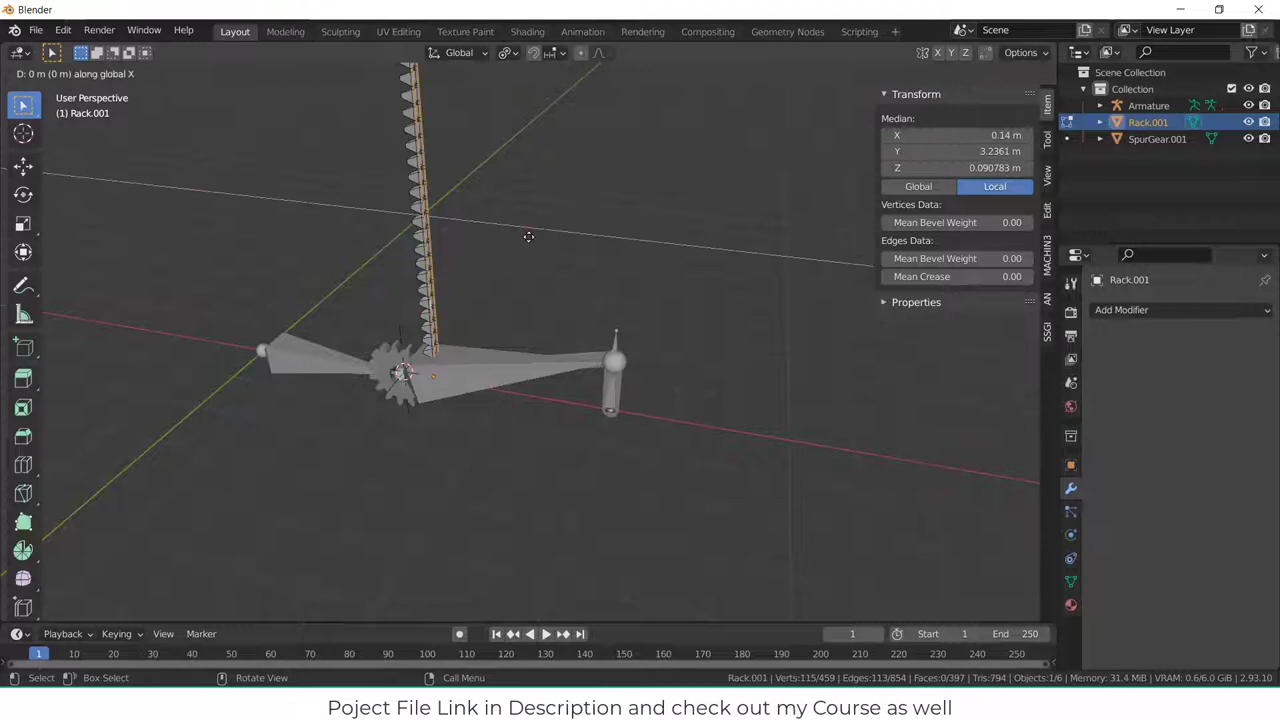 Blender
File Edit Render Window Help Layout Modeling Sculpting UV Editing Texture Paint Shading Animation Rendering Compositing Geometry Nodes Scripting + Scene View Layer
Global X Y Z Options
D: 0 m (0 m) along global X
User Perspective
(1) Rack.001
Transform
Median:
X 0.14 m
Y 3.2361 m
Z 0.090783 m
Global Local
Vertices Data:
Mean Bevel Weight 0.00
Edges Data:
Mean Bevel Weight 0.00
Mean Crease 0.00
Properties
Item
Tool
View
Edit
MACHIN3
AN
SSGI
Scene Collection
Collection
Armature
Rack.001
SpurGear.001
Rack.001
Add Modifier
Playback Keying View Marker 1 Start 1 End 250
1 10 20 30 40 50 60 70 80 90 100 110 120 130 140 150 160 170 180 190 200 210 220 230 240 250
Select Box Select Rotate View Call Menu Rack.001 | Verts:115/459 | Edges:113/854 | Faces:0/397 | Tris:794 | Objects:1/6 | Memory: 31.4 MiB | VRAM: 0.6/6.0 GiB | 2.93.10
Poject File Link in Description and check out my Course as well